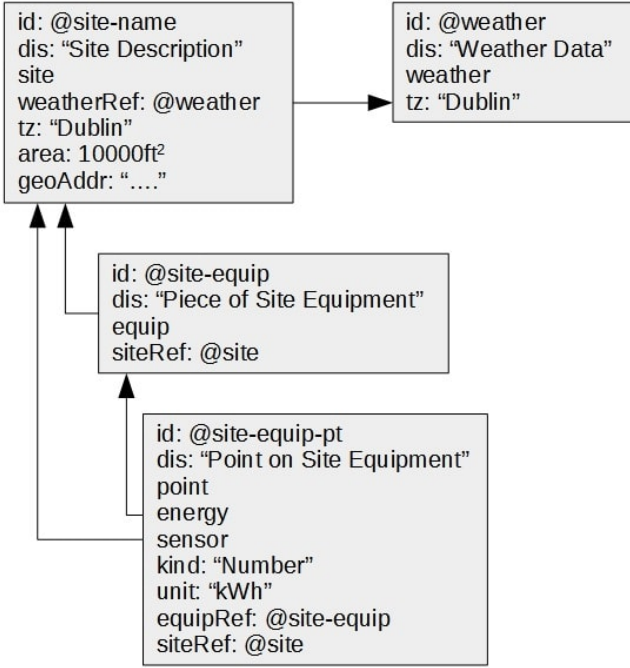 id: @site-name
dis: “Site Description”
site
weatherRef: @weather
tz: “Dublin”
area: 10000ft²
geoAddr: “....”
id: @weather
dis: “Weather Data”
weather
tz: “Dublin”
id: @site-equip
dis: “Piece of Site Equipment”
equip
siteRef: @site
id: @site-equip-pt
dis: “Point on Site Equipment”
point
energy
sensor
kind: “Number”
unit: “kWh”
equipRef: @site-equip
siteRef: @site